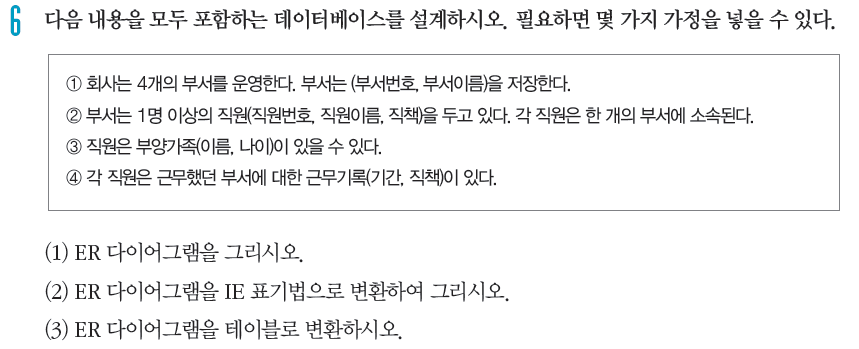 6 다음 내용을 모두 포함하는 데이터베이스를 설계하시오. 필요하면 몇 가지 가정을 넣을 수 있다.
① 회사는 4개의 부서를 운영한다. 부서는 (부서번호, 부서이름)을 저장한다.
② 부서는 1명 이상의 직원(직원번호, 직원이름, 직책)을 두고 있다. 각 직원은 한 개의 부서에 소속된다.
③ 직원은 부양가족(이름, 나이)이 있을 수 있다.
④ 각 직원은 근무했던 부서에 대한 근무기록(기간, 직책)이 있다.
(1) ER 다이어그램을 그리시오.
(2) ER 다이어그램을 IE 표기법으로 변환하여 그리시오.
(3) ER 다이어그램을 테이블로 변환하시오.